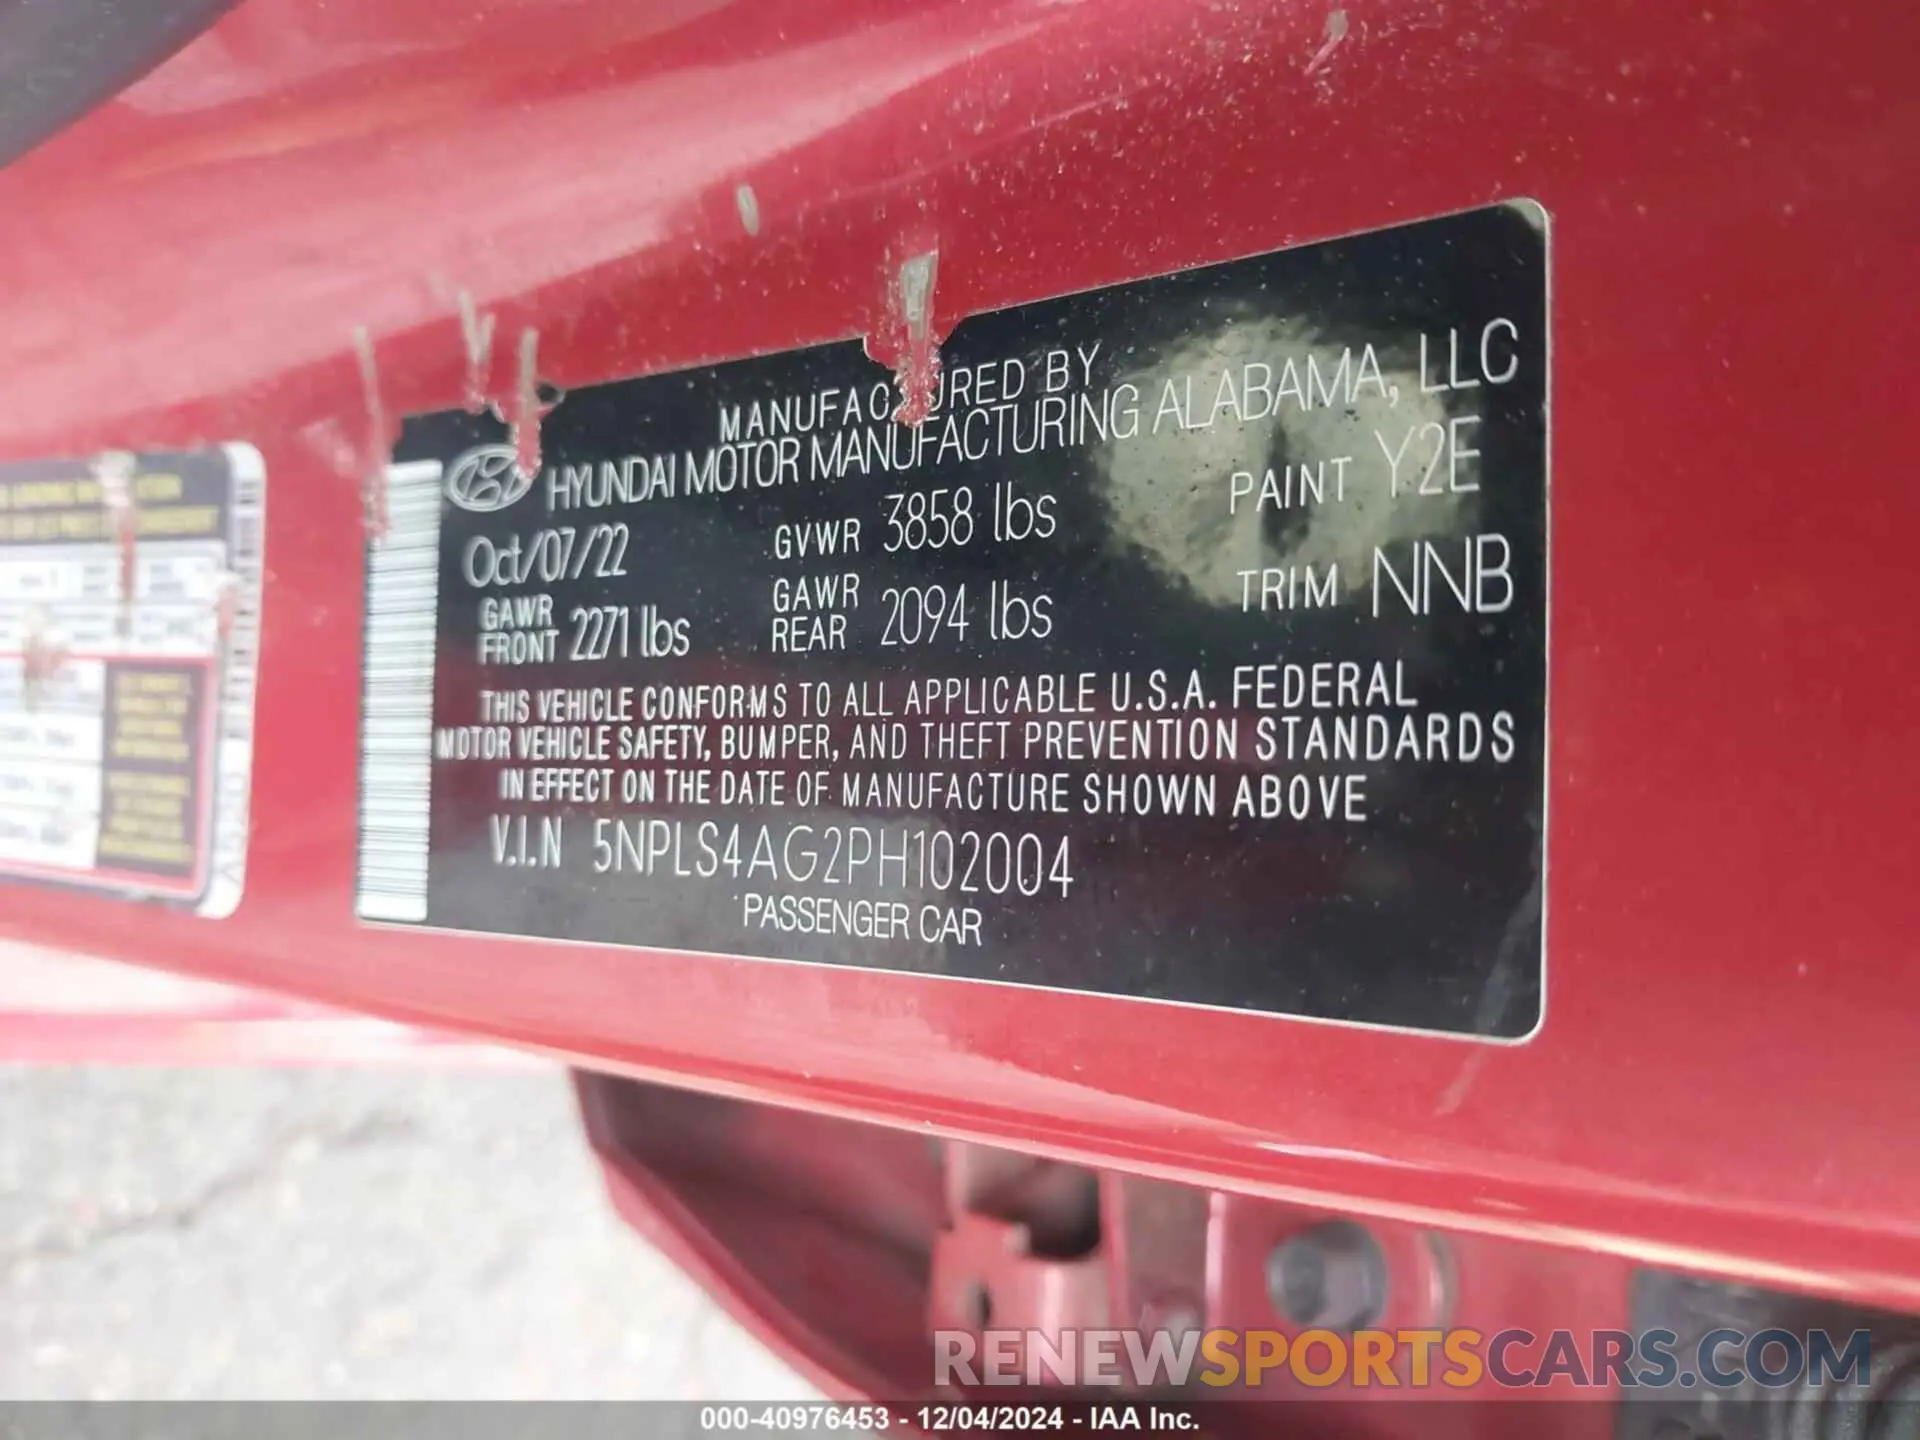 MANUFACTURED BY
HYUNDAI MOTOR MANUFACTURING ALABAMA, LLC
Oct/07/22 GVWR 3858 lbs PAINT Y2E
GAWR FRONT 2271 lbs GAWR REAR 2094 lbs TRIM NNB
THIS VEHICLE CONFORMS TO ALL APPLICABLE U.S.A. FEDERAL
MOTOR VEHICLE SAFETY, BUMPER, AND THEFT PREVENTION STANDARDS
IN EFFECT ON THE DATE OF MANUFACTURE SHOWN ABOVE
V.I.N 5NPLS4AG2PH102004
PASSENGER CAR
RENEWSPORTSCARS.COM
000-40976453 - 12/04/2024 - IAA Inc.